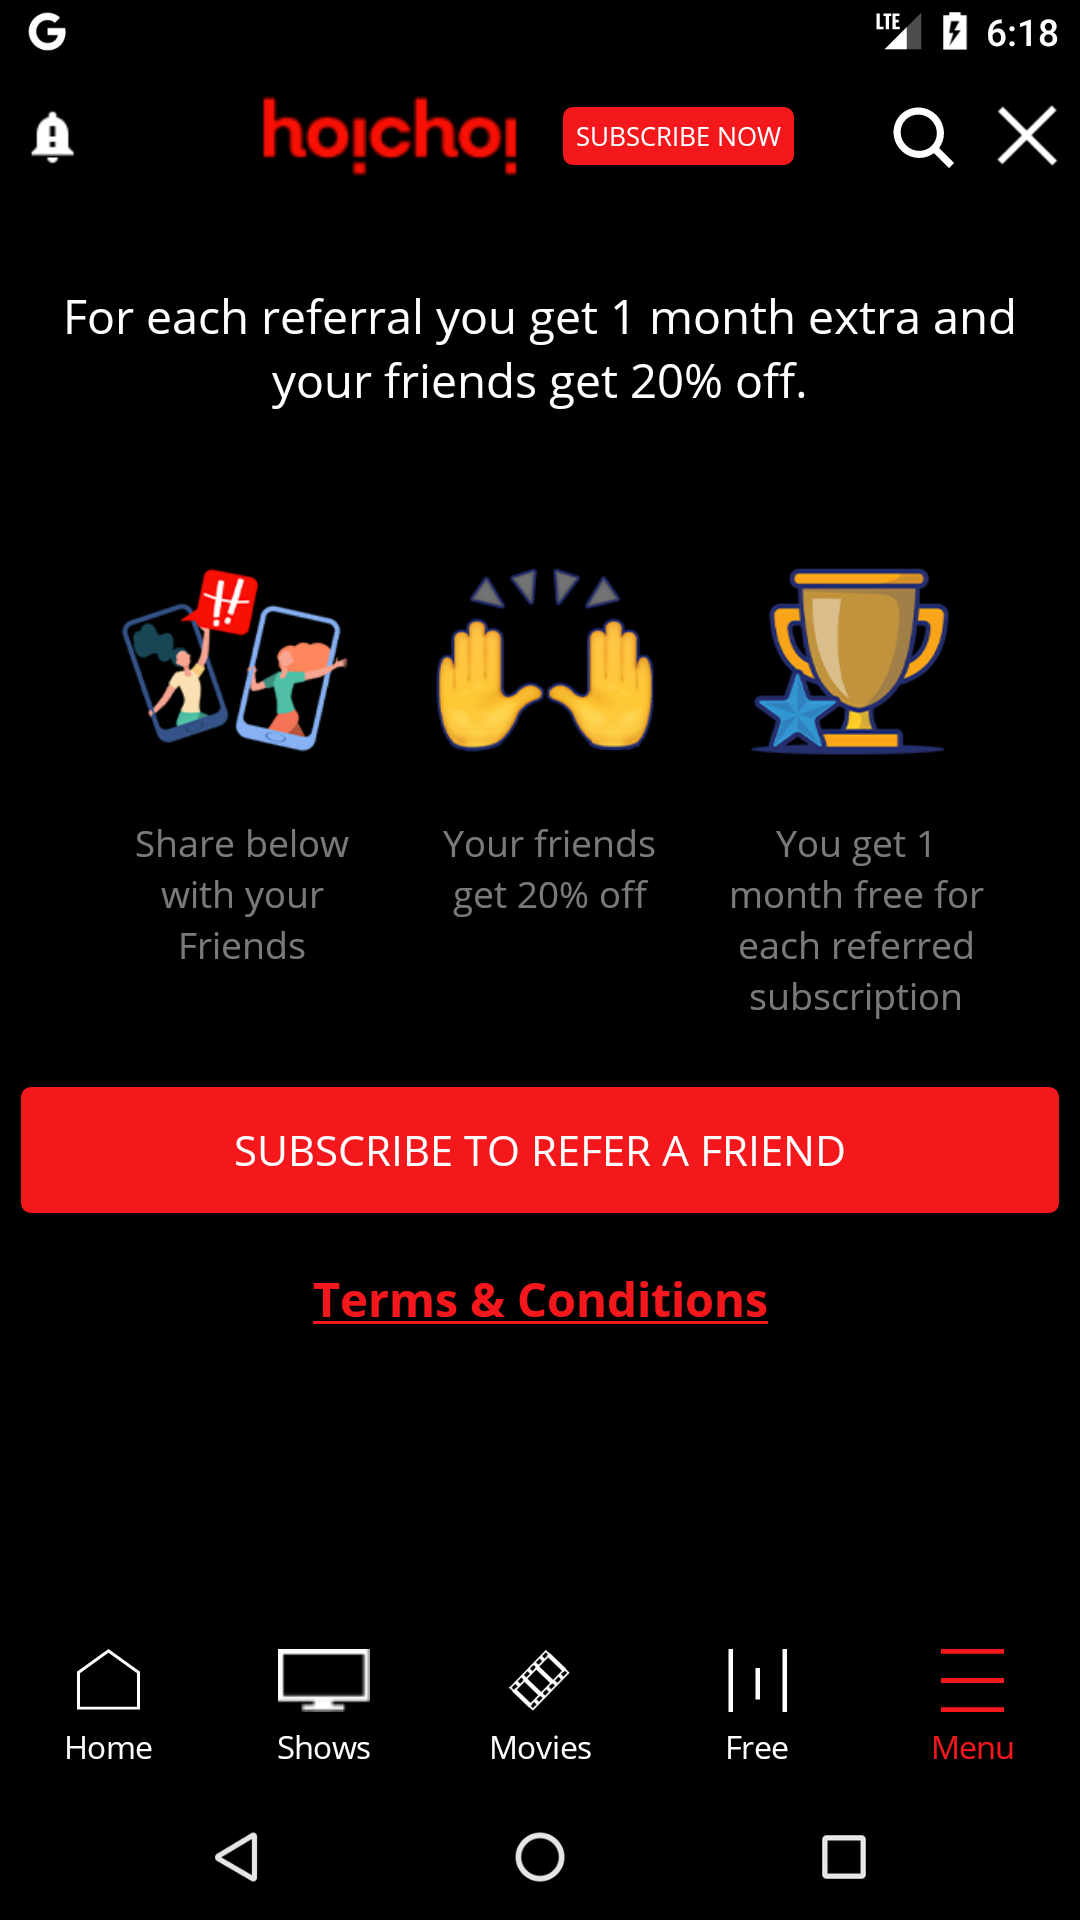 G
LTE
6:18
hoichoi
SUBSCRIBE NOW
For each referral you get 1 month extra and
your friends get 20% off.
Share below
with your
Friends
Your friends
get 20% off
You get 1
month free for
each referred
subscription
SUBSCRIBE TO REFER A FRIEND
Terms & Conditions
Home
Shows
Movies
Free
Menu